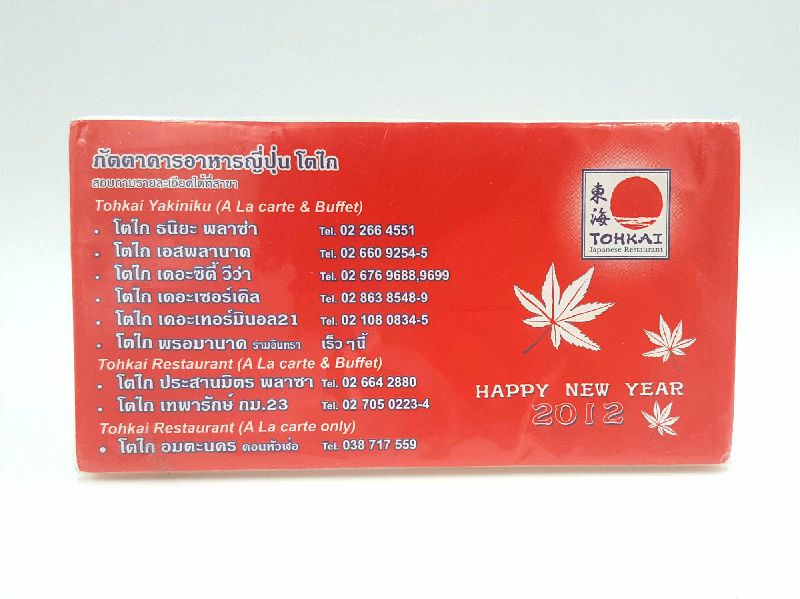 ภัตตาคารอาหารญี่ปุ่น โตไก
สอบถามรายละเอียดได้ที่สาขา
Tohkai Yakiniku (A La carte & Buffet)
• โตไก ธนิยะ พลาซ่า Tel. 02 266 4551
• โตไก เอสพลานาด Tel. 02 660 9254-5
• โตไก เดอะซิตี้ วีว่า Tel. 02 676 9688,9699
• โตไก เดอะเซอร์เคิล Tel. 02 863 8548-9
• โตไก เดอะเทอร์มินอล21 Tel. 02 108 0834-5
• โตไก พรอมานาด รามอินทรา เร็ว ๆนี้
Tohkai Restaurant (A La carte & Buffet)
• โตไก ประสานมิตร พลาซา Tel. 02 664 2880
• โตไก เทพารักษ์ กม.23 Tel. 02 705 0223-4
Tohkai Restaurant (A La carte only)
• โตไก อมตะนคร ดอนหัวฬ่อ Tel. 038 717 559
東海
TOHKAI
Japanese Restaurant
HAPPY NEW YEAR
2012